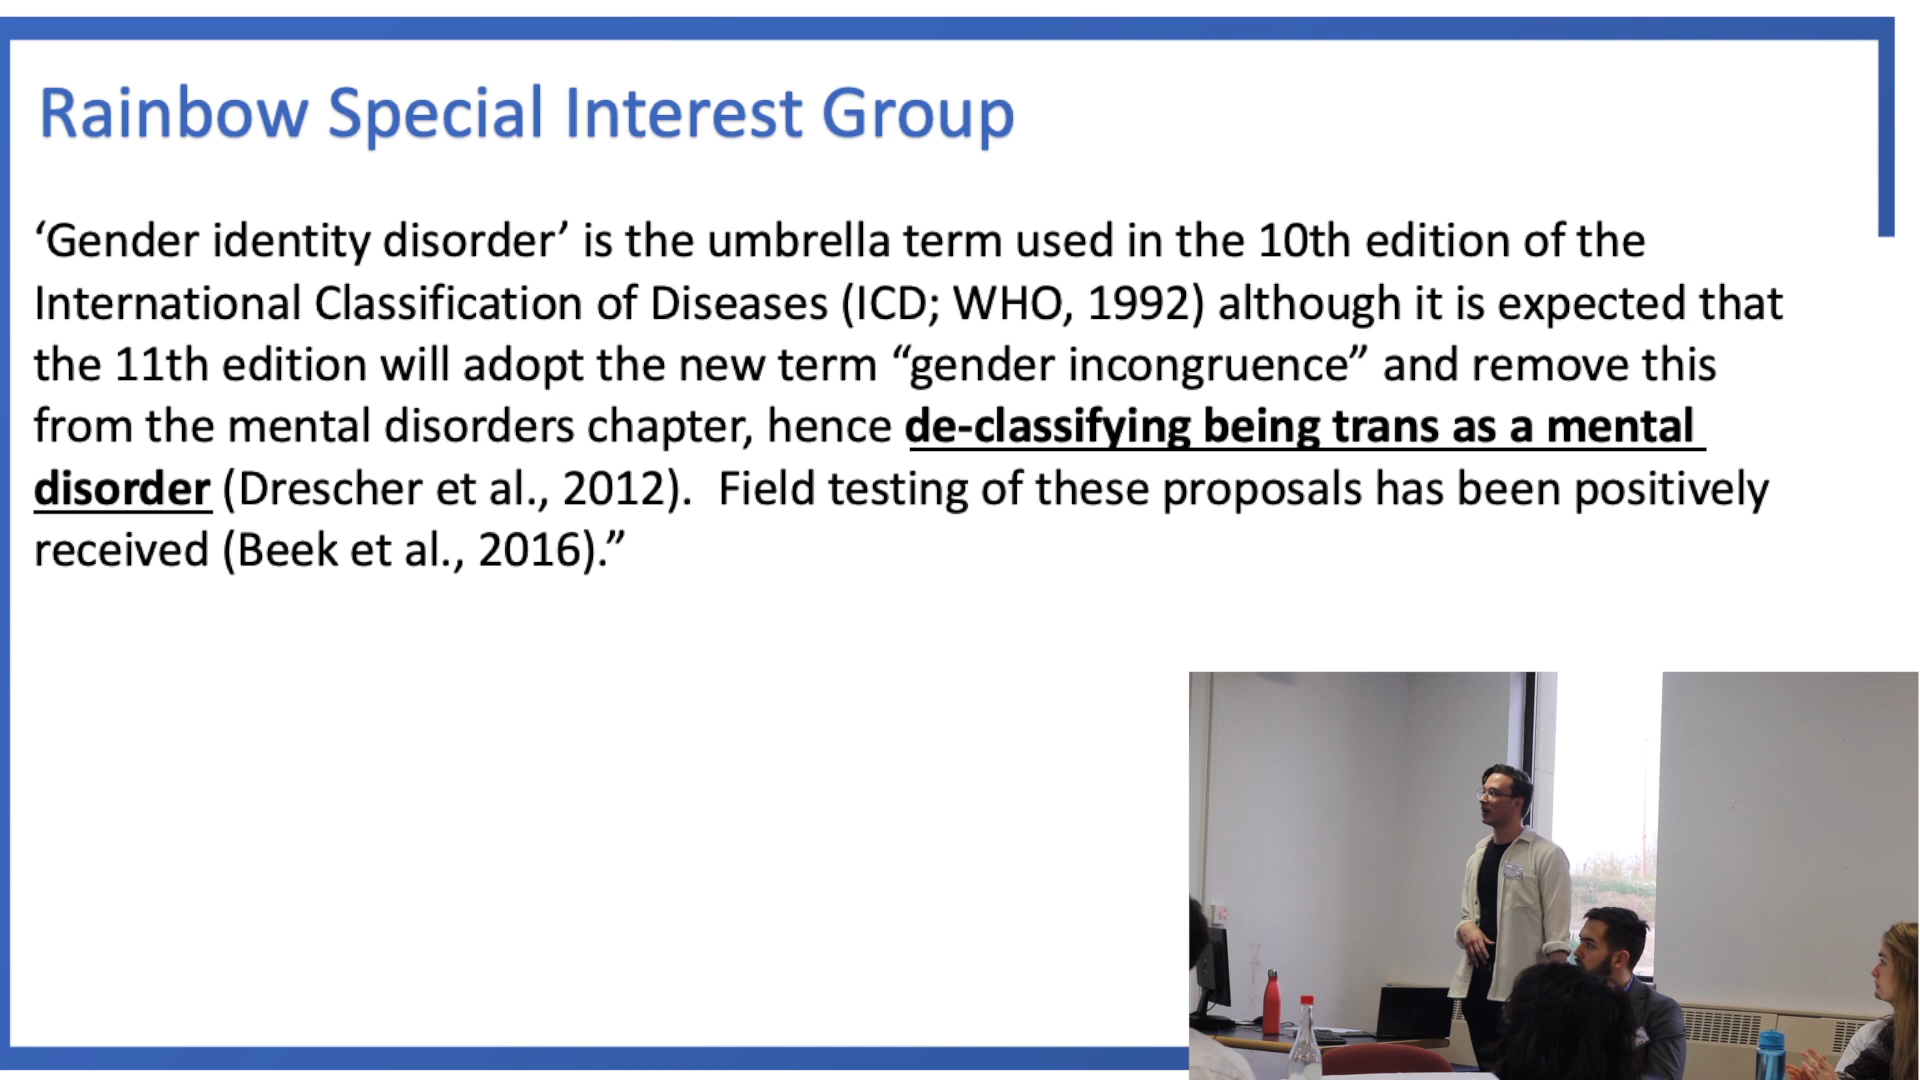 Rainbow Special Interest Group
‘Gender identity disorder’ is the umbrella term used in the 10th edition of the
International Classification of Diseases (ICD; WHO, 1992) although it is expected that
the 11th edition will adopt the new term “gender incongruence” and remove this
from the mental disorders chapter, hence de-classifying being trans as a mental
disorder (Drescher et al., 2012).  Field testing of these proposals has been positively
received (Beek et al., 2016).”